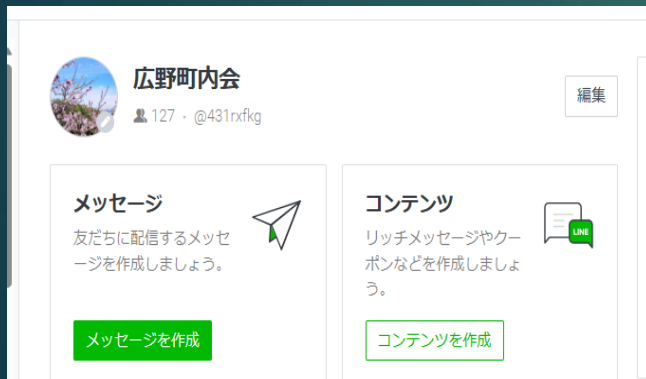 広野町内会
127 · @431rxfkg
編集
メッセージ
友だちに配信するメッセ
ージを作成しましょう。
メッセージを作成
コンテンツ
リッチメッセージやクー
ポンなどを作成しましょ
う。
LINE
コンテンツを作成